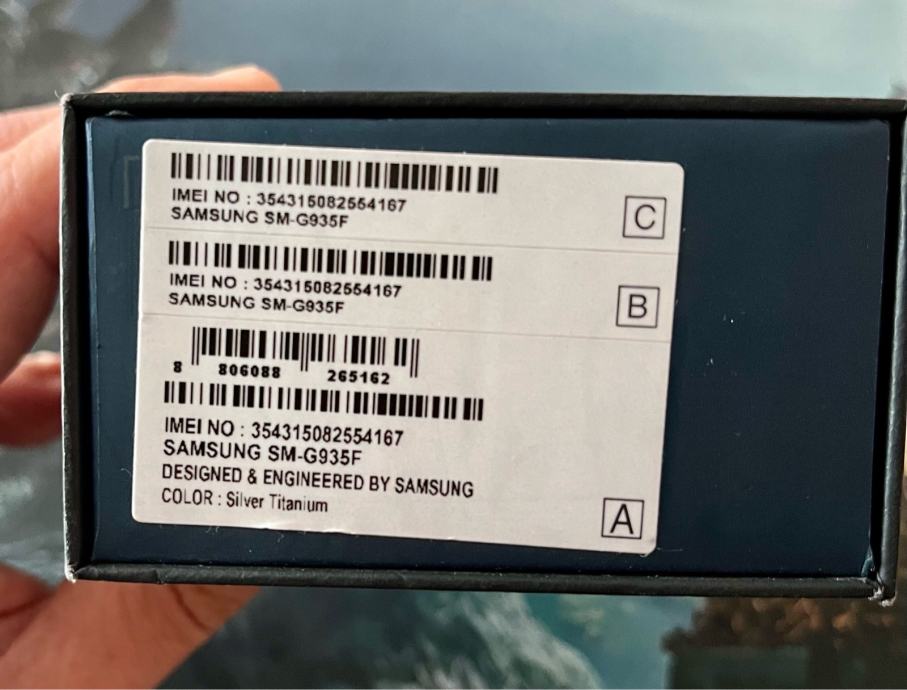 IMEI NO : 354315082554167
SAMSUNG SM-G935F
C
IMEI NO : 354315082554167
SAMSUNG SM-G935F
B
8 806088 265162
IMEI NO : 354315082554167
SAMSUNG SM-G935F
DESIGNED & ENGINEERED BY SAMSUNG
COLOR : Silver Titanium
A